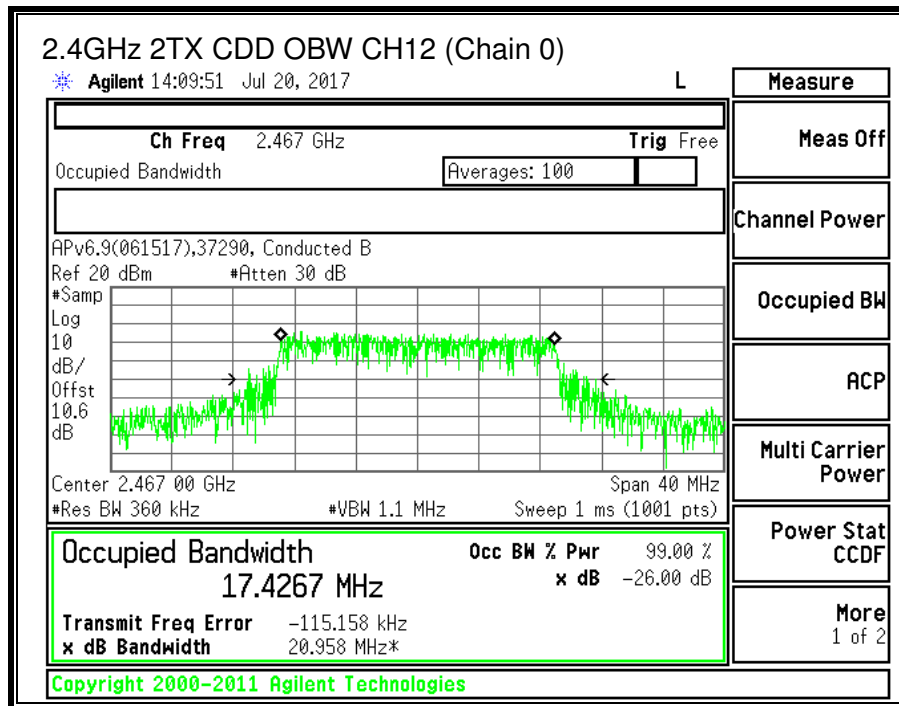 2.4GHz 2TX CDD OBW CH12 (Chain 0)
Agilent 14:09:51 Jul 20, 2017 L
Measure
Ch Freq 2.467 GHz Trig Free
Occupied Bandwidth Averages: 100
APv6.9(061517),37290, Conducted B
Ref 20 dBm #Atten 30 dB
#Samp
Log
10
dB/
Offst
10.6
dB
Center 2.467 00 GHz Span 40 MHz
#Res BW 360 kHz #VBW 1.1 MHz Sweep 1 ms (1001 pts)
Occupied Bandwidth Occ BW % Pwr 99.00 %
17.4267 MHz x dB -26.00 dB
Transmit Freq Error -115.158 kHz
x dB Bandwidth 20.958 MHz*
Copyright 2000-2011 Agilent Technologies
Meas Off
Channel Power
Occupied BW
ACP
Multi Carrier
Power
Power Stat
CCDF
More
1 of 2